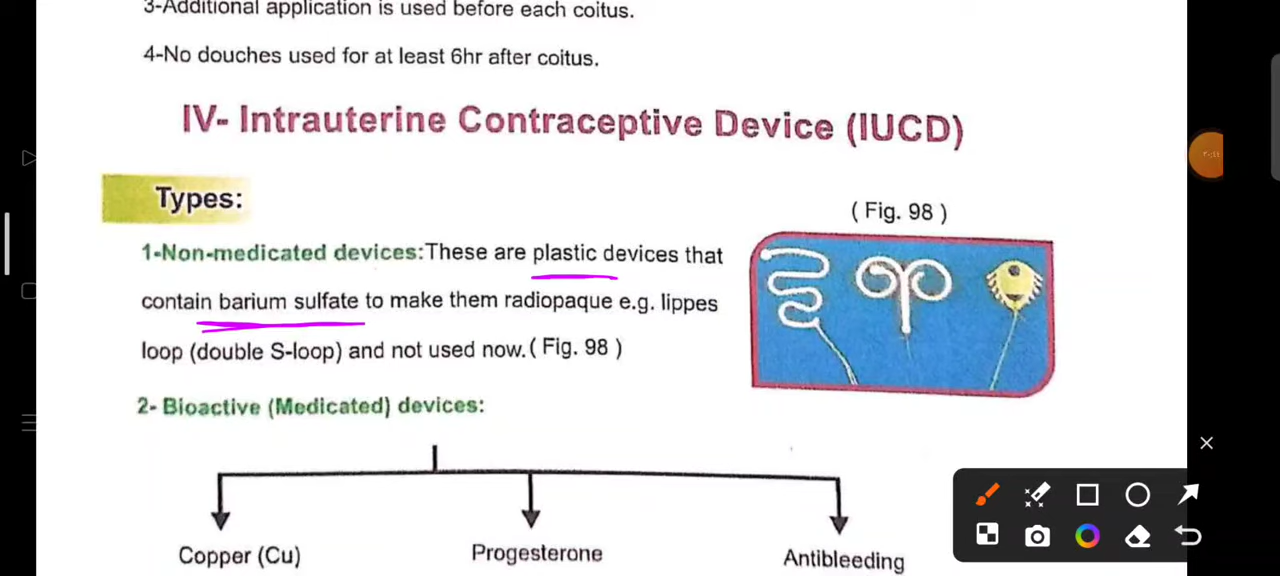 3-Additional application is used before each coitus.
4-No douches used for at least 6hr after coitus.
IV- Intrauterine Contraceptive Device (IUCD)
Types:
( Fig. 98 )
1-Non-medicated devices:These are plastic devices that
contain barium sulfate to make them radiopaque e.g. lippes
loop (double S-loop) and not used now.( Fig. 98 )
2- Bioactive (Medicated) devices:
Copper (Cu)
Progesterone
Antibleeding